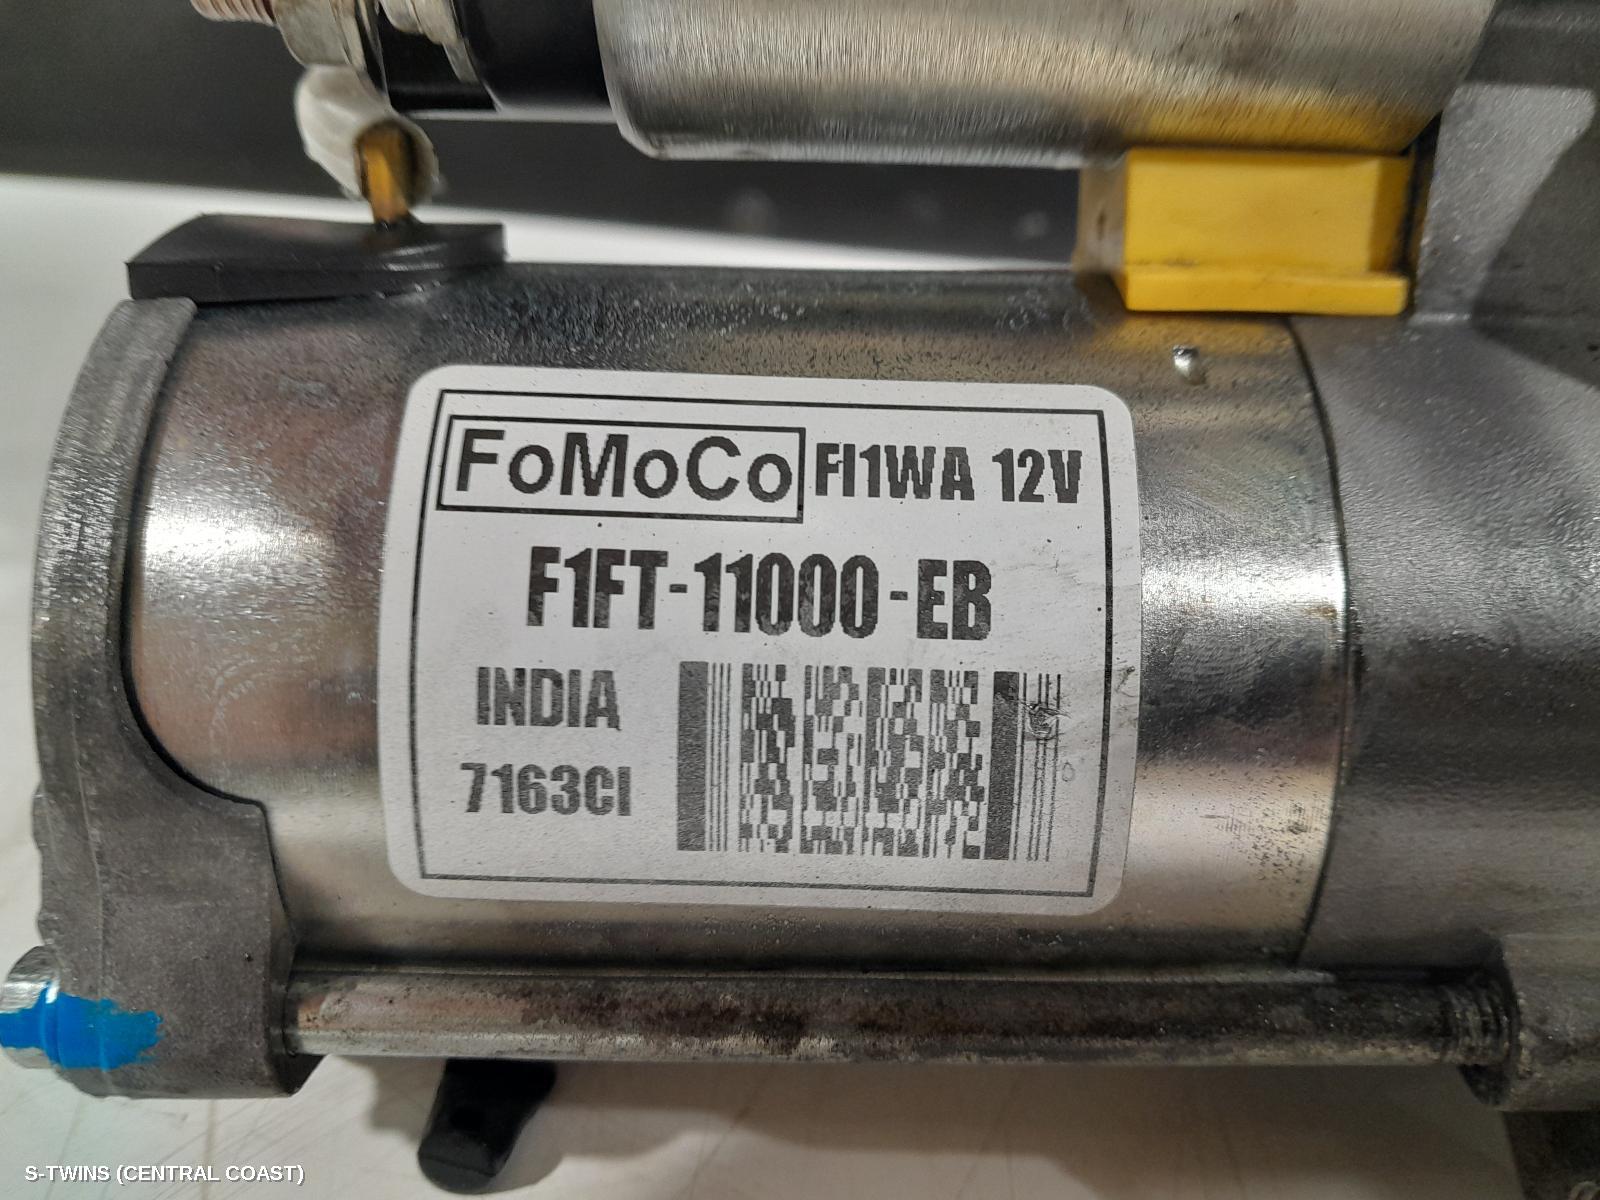 FoMoCo FI1WA 12V
F1FT-11000-EB
INDIA
7163CI
S-TWINS (CENTRAL COAST)